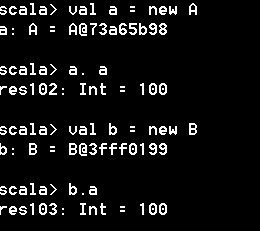 scala> val a = new A
a: A = A@73a65b98
scala> a. a
res102: Int = 100
scala> val b = new B
b: B = B@3fff0199
scala> b.a
res103: Int = 100